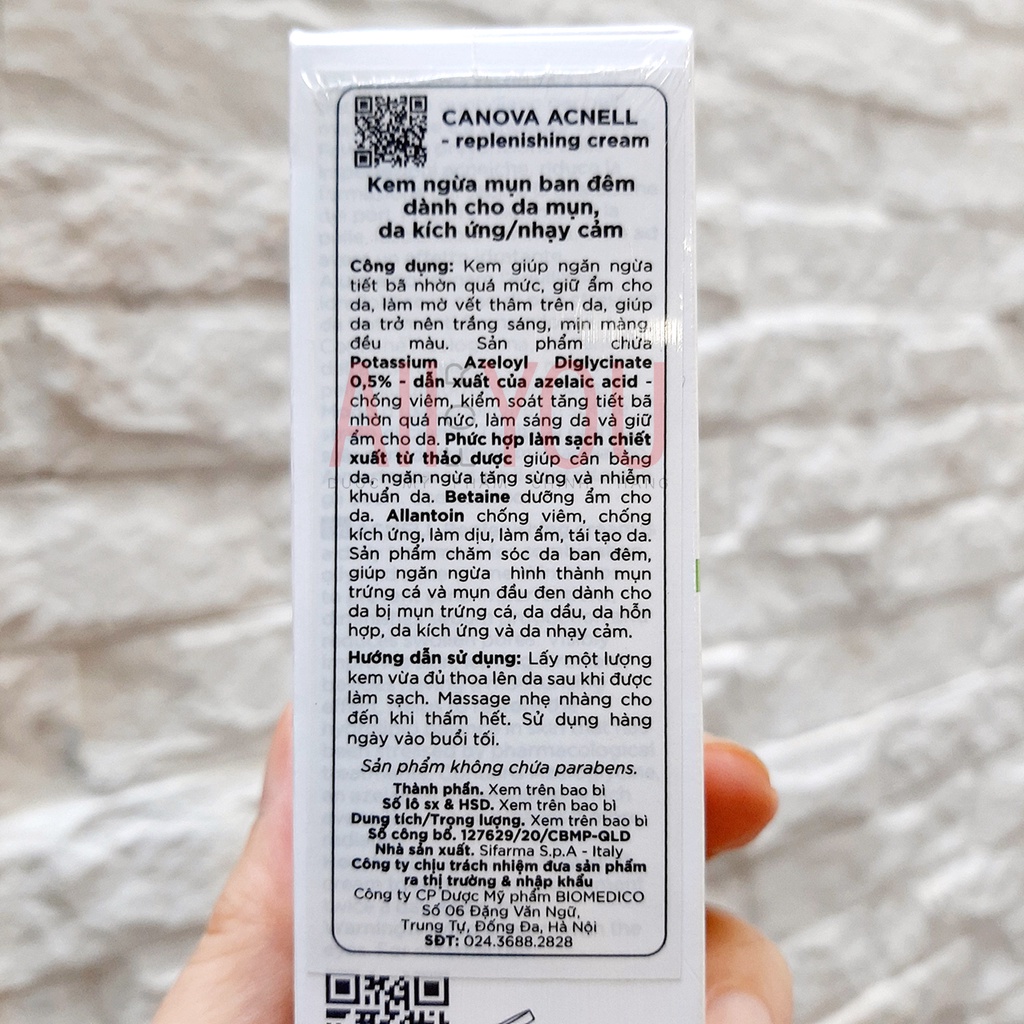 CANOVA ACNELL
- replenishing cream
Kem ngừa mụn ban đêm
dành cho da mụn,
da kích ứng/nhạy cảm
Công dụng: Kem giúp ngăn ngừa
tiết bã nhờn quá mức, giữ ẩm cho
da, làm mờ vết thâm trên da, giúp
da trở nên trắng sáng, mịn màng,
đều màu. Sản phẩm chứa
Potassium Azeloyl Diglycinate
0,5% - dẫn xuất của azelaic acid -
chống viêm, kiểm soát tăng tiết bã
nhờn quá mức, làm sáng da và giữ
ẩm cho da. Phức hợp làm sạch chiết
xuất từ thảo dược giúp cân bằng
da, ngăn ngừa tăng sừng và nhiễm
khuẩn da. Betaine dưỡng ẩm cho
da. Allantoin chống viêm, chống
kích ứng, làm dịu, làm ẩm, tái tạo da.
Sản phẩm chăm sóc da ban đêm,
giúp ngăn ngừa hình thành mụn
trứng cá và mụn đầu đen dành cho
da bị mụn trứng cá, da dầu, da hỗn
hợp, da kích ứng và da nhạy cảm.
Hướng dẫn sử dụng: Lấy một lượng
kem vừa đủ thoa lên da sau khi được
làm sạch. Massage nhẹ nhàng cho
đến khi thấm hết. Sử dụng hàng
ngày vào buổi tối.
Sản phẩm không chứa parabens.
Thành phần. Xem trên bao bì
Số lô sx & HSD. Xem trên bao bì
Dung tích/Trọng lượng. Xem trên bao bì
Số công bố. 127629/20/CBMP-QLD
Nhà sản xuất. Sifarma S.p.A - Italy
Công ty chịu trách nhiệm đưa sản phẩm
ra thị trường & nhập khẩu
Công ty CP Dược Mỹ phẩm BIOMEDICO
Số 06 Đặng Văn Ngữ,
Trung Tự, Đống Đa, Hà Nội
SĐT: 024.3688.2828
All FOR YOU